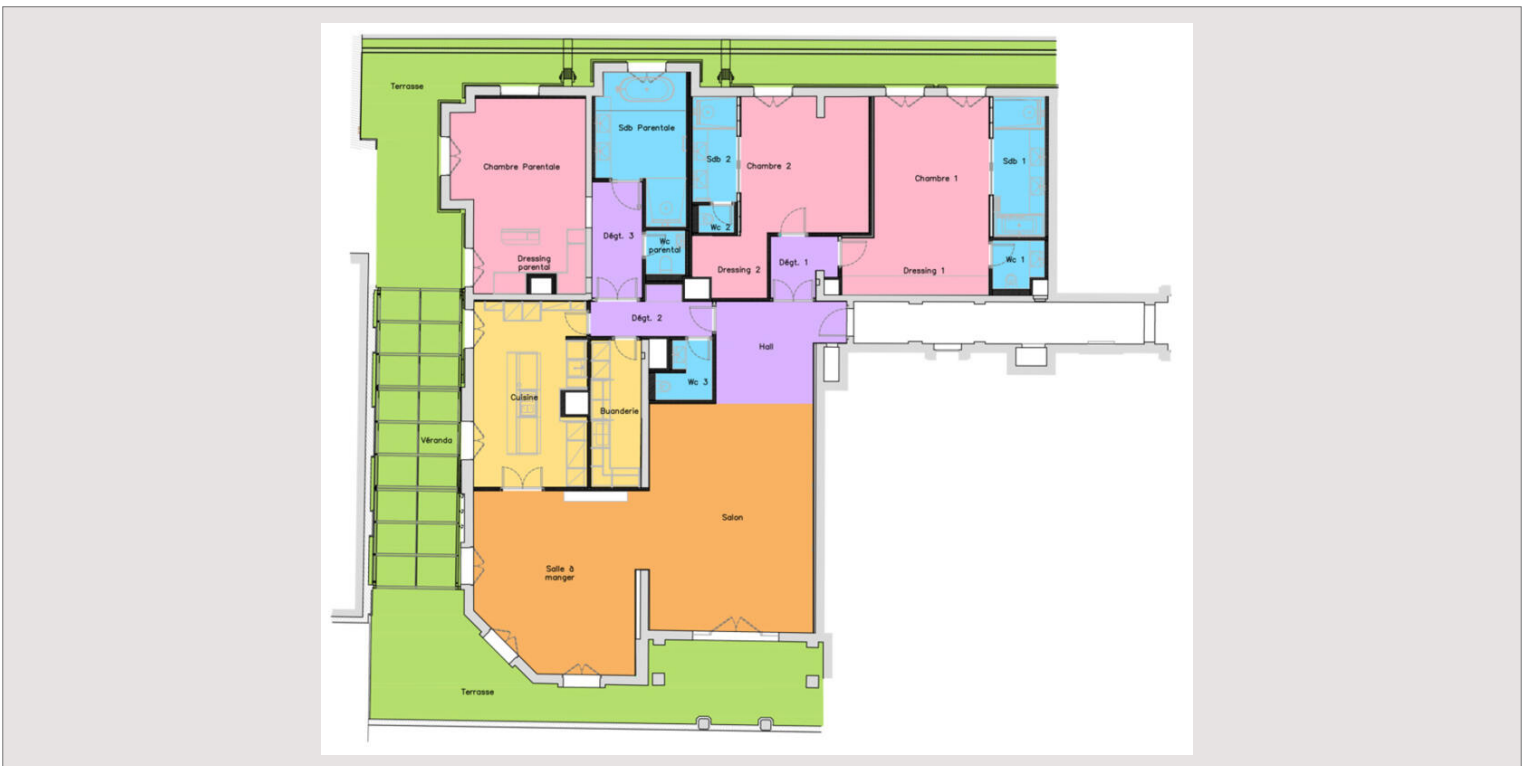 Terrasse
Sdb Parentale
Chambre Parentale
Sdb 2
Chambre 2
Chambre 1
Sdb 1
Wc 2
Dégt. 3
Wc
parental
Dressing
parental
Dressing 2
Dégt. 1
Dressing 1
Wc 1
Dégt. 2
Hall
Wc 3
Cuisine
Buanderie
Véranda
Salon
Salle à
manger
Terrasse